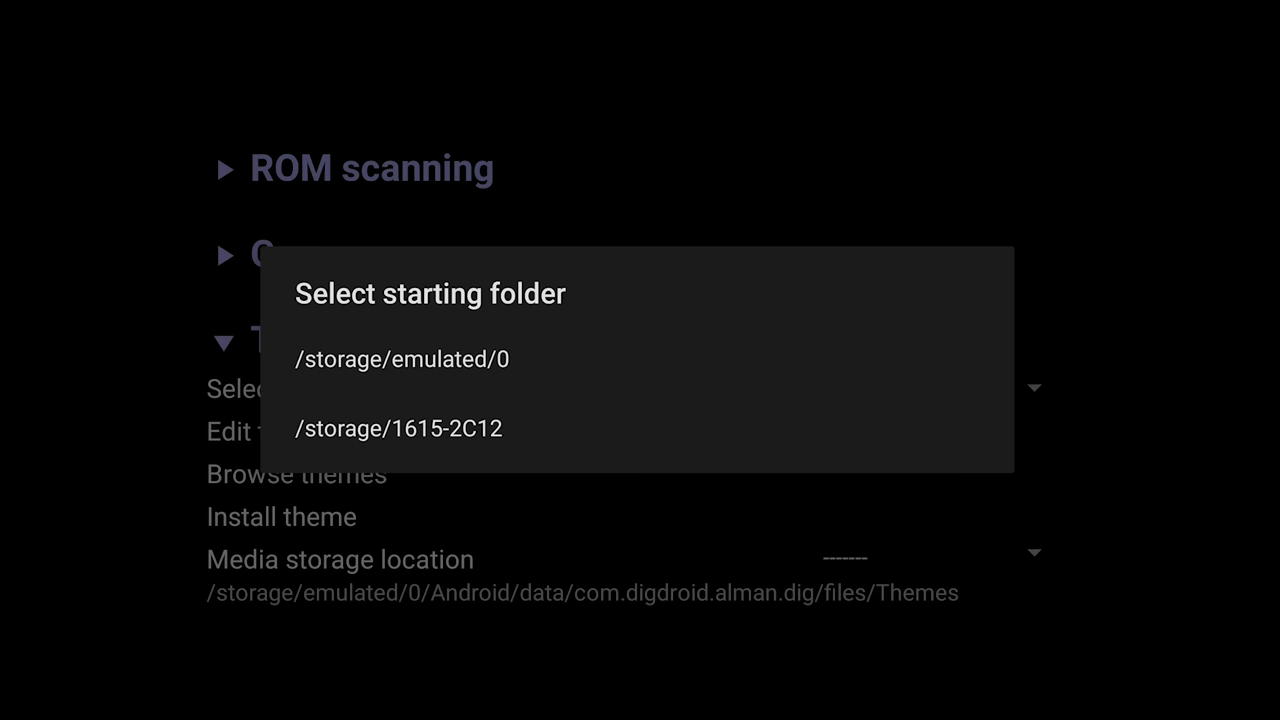 ROM scanning
Select starting folder
/storage/emulated/0
/storage/1615-2C12
Edit
Browse themes
Install theme
Media storage location -------
/storage/emulated/0/Android/data/com.digdroid.alman.dig/files/Themes